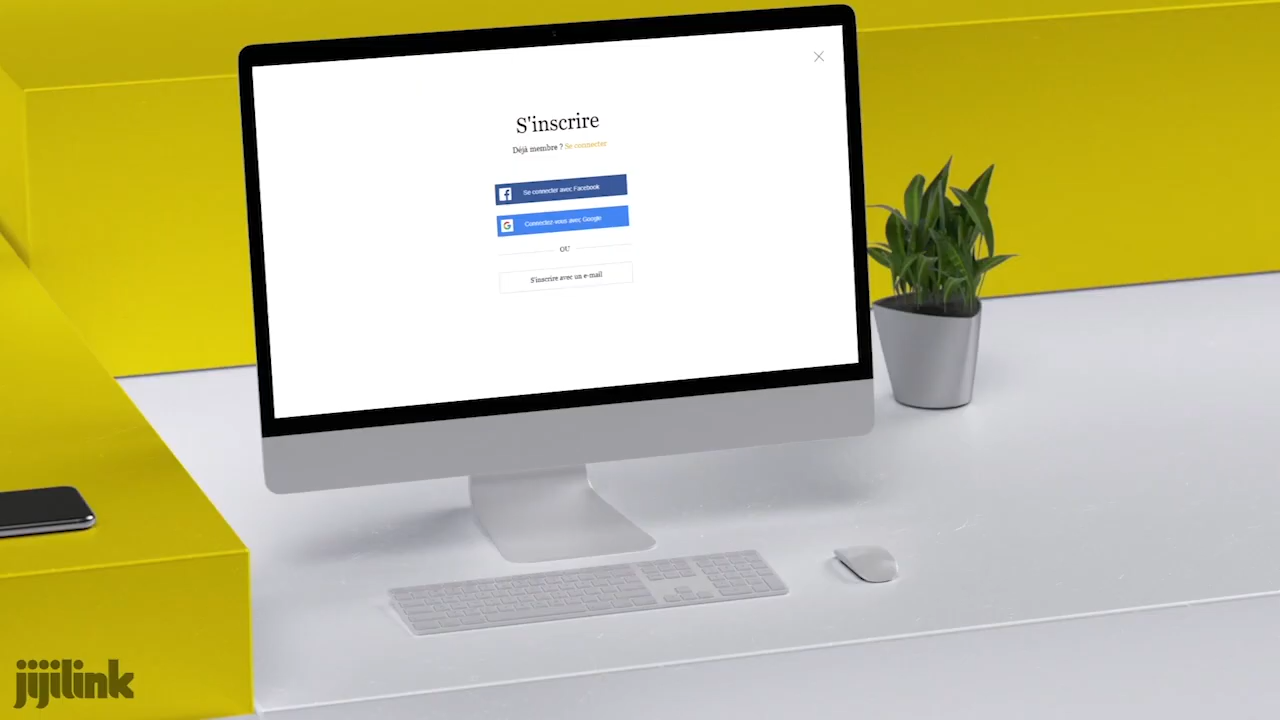 S'inscrire
Déjà membre ? Se connecter
Se connecter avec Facebook
Connectez-vous avec Google
OU
S'inscrire avec un e-mail
jijilink